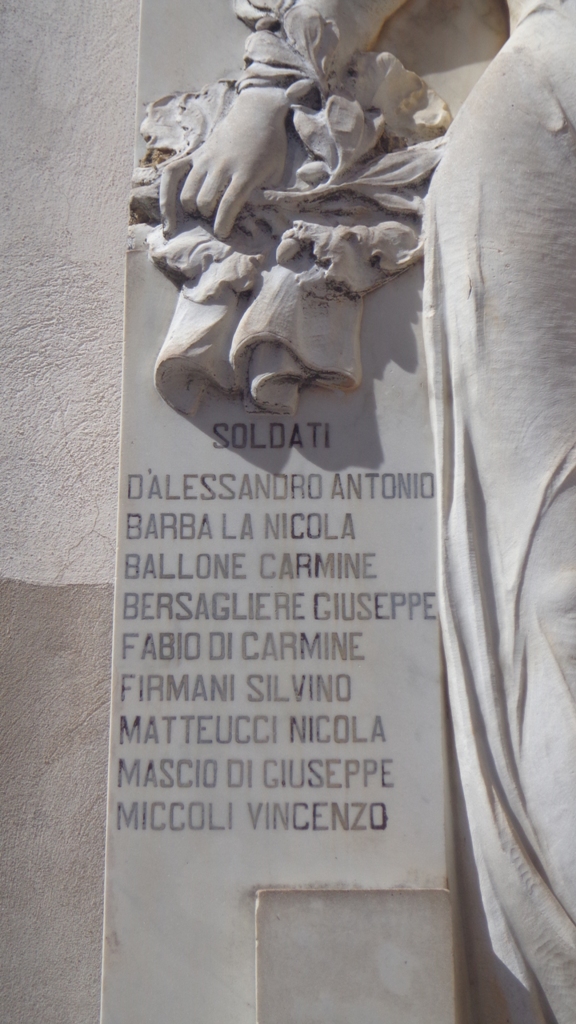 SOLDATI
D'ALESSANDRO ANTONIO
BARBA LA NICOLA
BALLONE CARMINE
BERSAGLIERE GIUSEPPE
FABIO DI CARMINE
FIRMANI SILVINO
MATTEUCCI NICOLA
MASCIO DI GIUSEPPE
MICCOLI VINCENZO